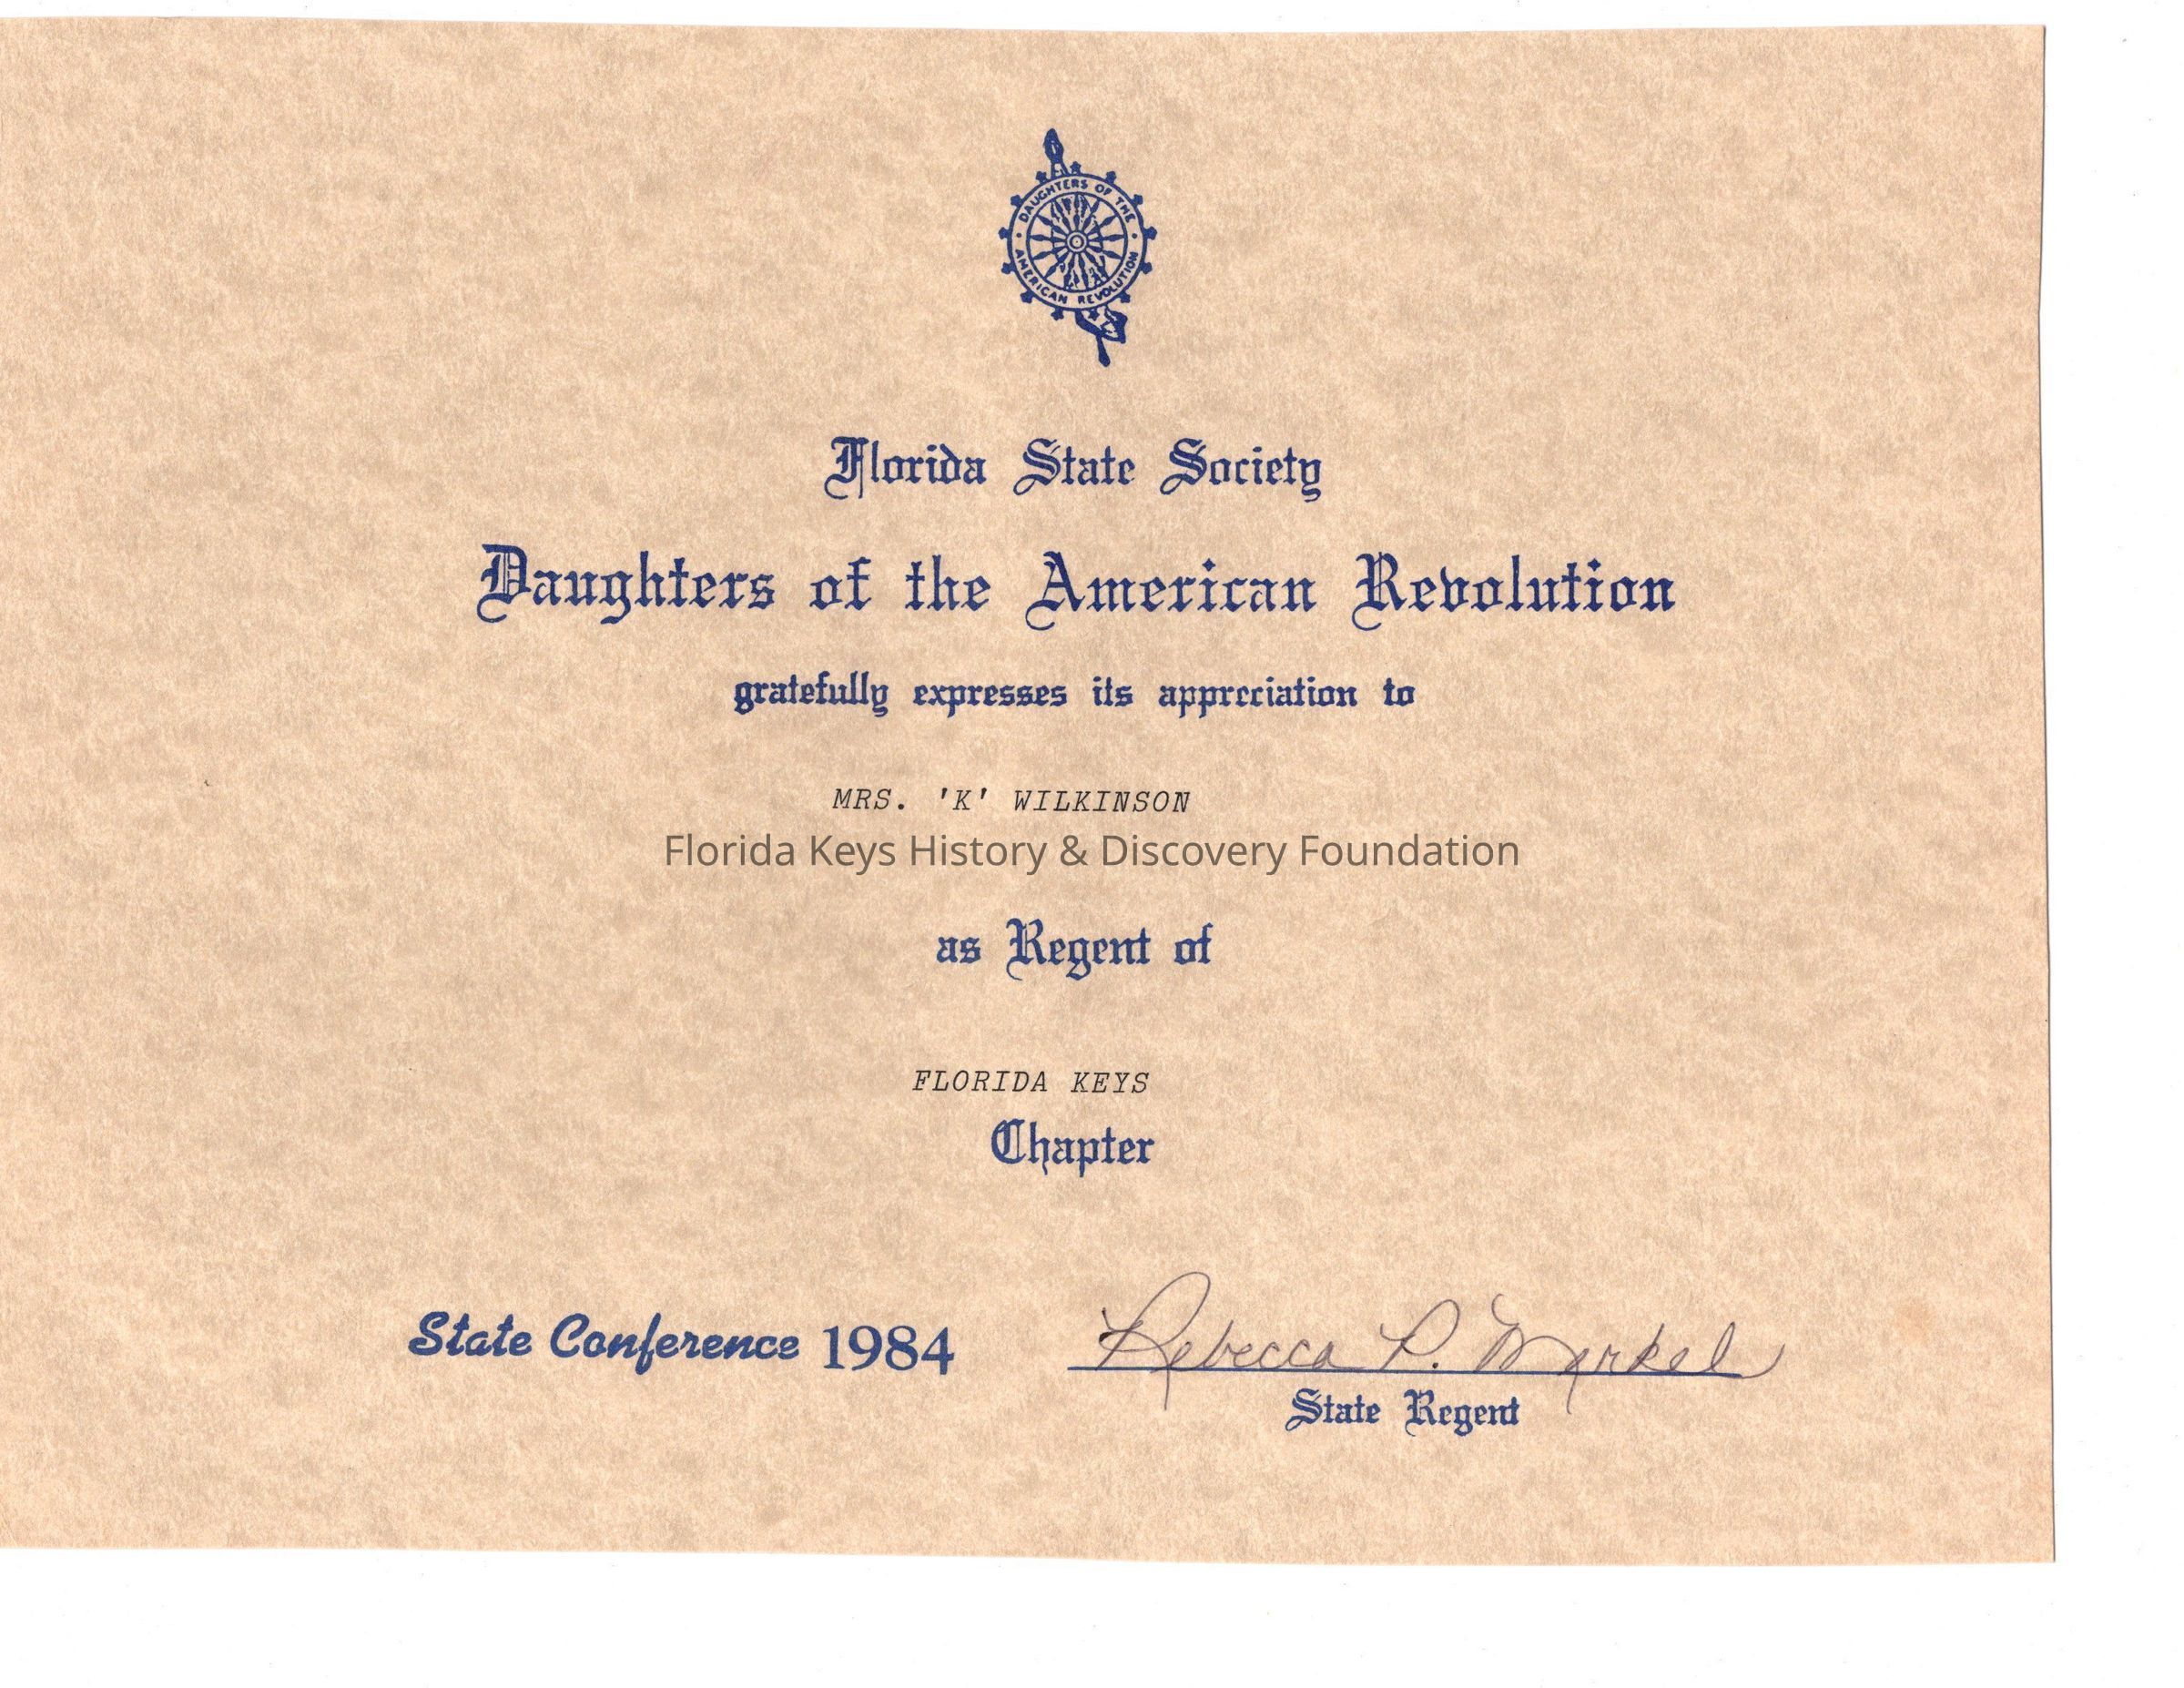 DAUGHTERS OF THE
AMERICAN REVOLUTION
Florida State Society
Daughters of the American Revolution
gratefully expresses its appreciation to
MRS. 'K' WILKINSON
Florida Keys History & Discovery Foundation
as Regent of
FLORIDA KEYS
Chapter
State Conference 1984
Rebecca P. Markel
State Regent